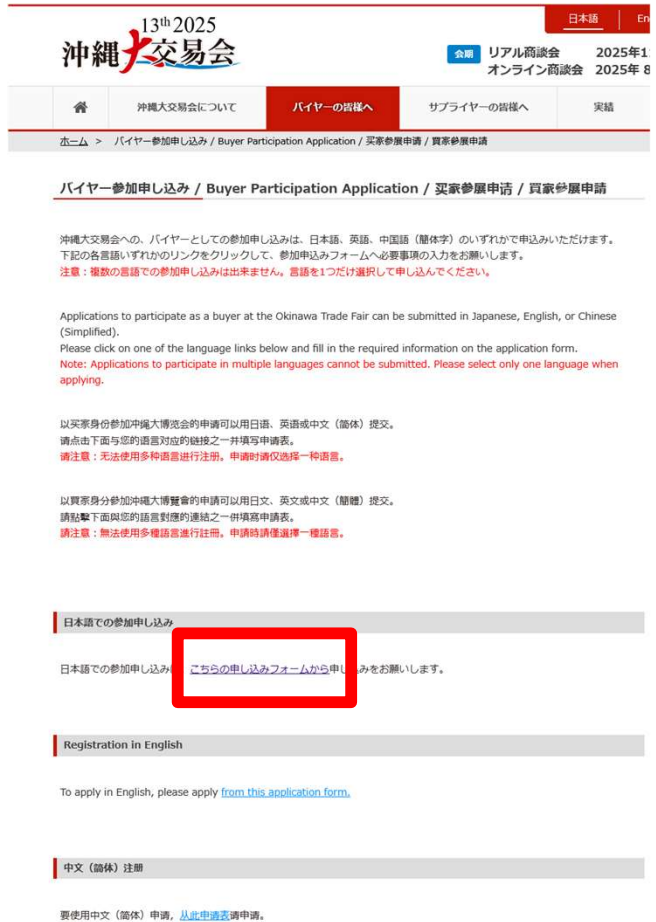 13th 2025
沖縄大交易会
日本語
En
会期 リアル商談会 2025年1
オンライン商談会 2025年 8
沖縄大交易会について
バイヤーの皆様へ
サプライヤーの皆様へ
実績
ホーム > バイヤー参加申し込み / Buyer Participation Application / 买家参展申请 / 買家參展申請
バイヤー参加申し込み / Buyer Participation Application / 买家参展申请 / 買家參展申請
沖縄大交易会への、バイヤーとしての参加申し込みは、日本語、英語、中国語（簡体字）のいずれかで申込みいただけます。
下記の各言語いずれかのリンクをクリックして、参加申込みフォームへ必要事項の入力をお願いします。
注意：複数の言語での参加申し込みは出来ません。言語を1つだけ選択して申し込んでください。
Applications to participate as a buyer at the Okinawa Trade Fair can be submitted in Japanese, English, or Chinese
(Simplified).
Please click on one of the language links below and fill in the required information on the application form.
Note: Applications to participate in multiple languages cannot be submitted. Please select only one language when
applying.
以买家身份参加冲绳大博览会的申请可以用日语、英语或中文（简体）提交。
请点击下面与您的语言对应的链接之一并填写申请表。
请注意：无法使用多种语言进行注册。申请时请仅选择一种语言。
以買家身分參加沖繩大博覽會的申請可以用日文、英文或中文（簡體）提交。
請點擊下面與您的語言對應的連結之一併填寫申請表。
請注意：無法使用多種語言進行註冊。申請時請僅選擇一種語言。
日本語での参加申し込み
日本語での参加申し込み こちらの申し込みフォームから申し込みをお願いします。
Registration in English
To apply in English, please apply from this application form.
中文（简体）注册
要使用中文（简体）申请，从此申请表请申请。